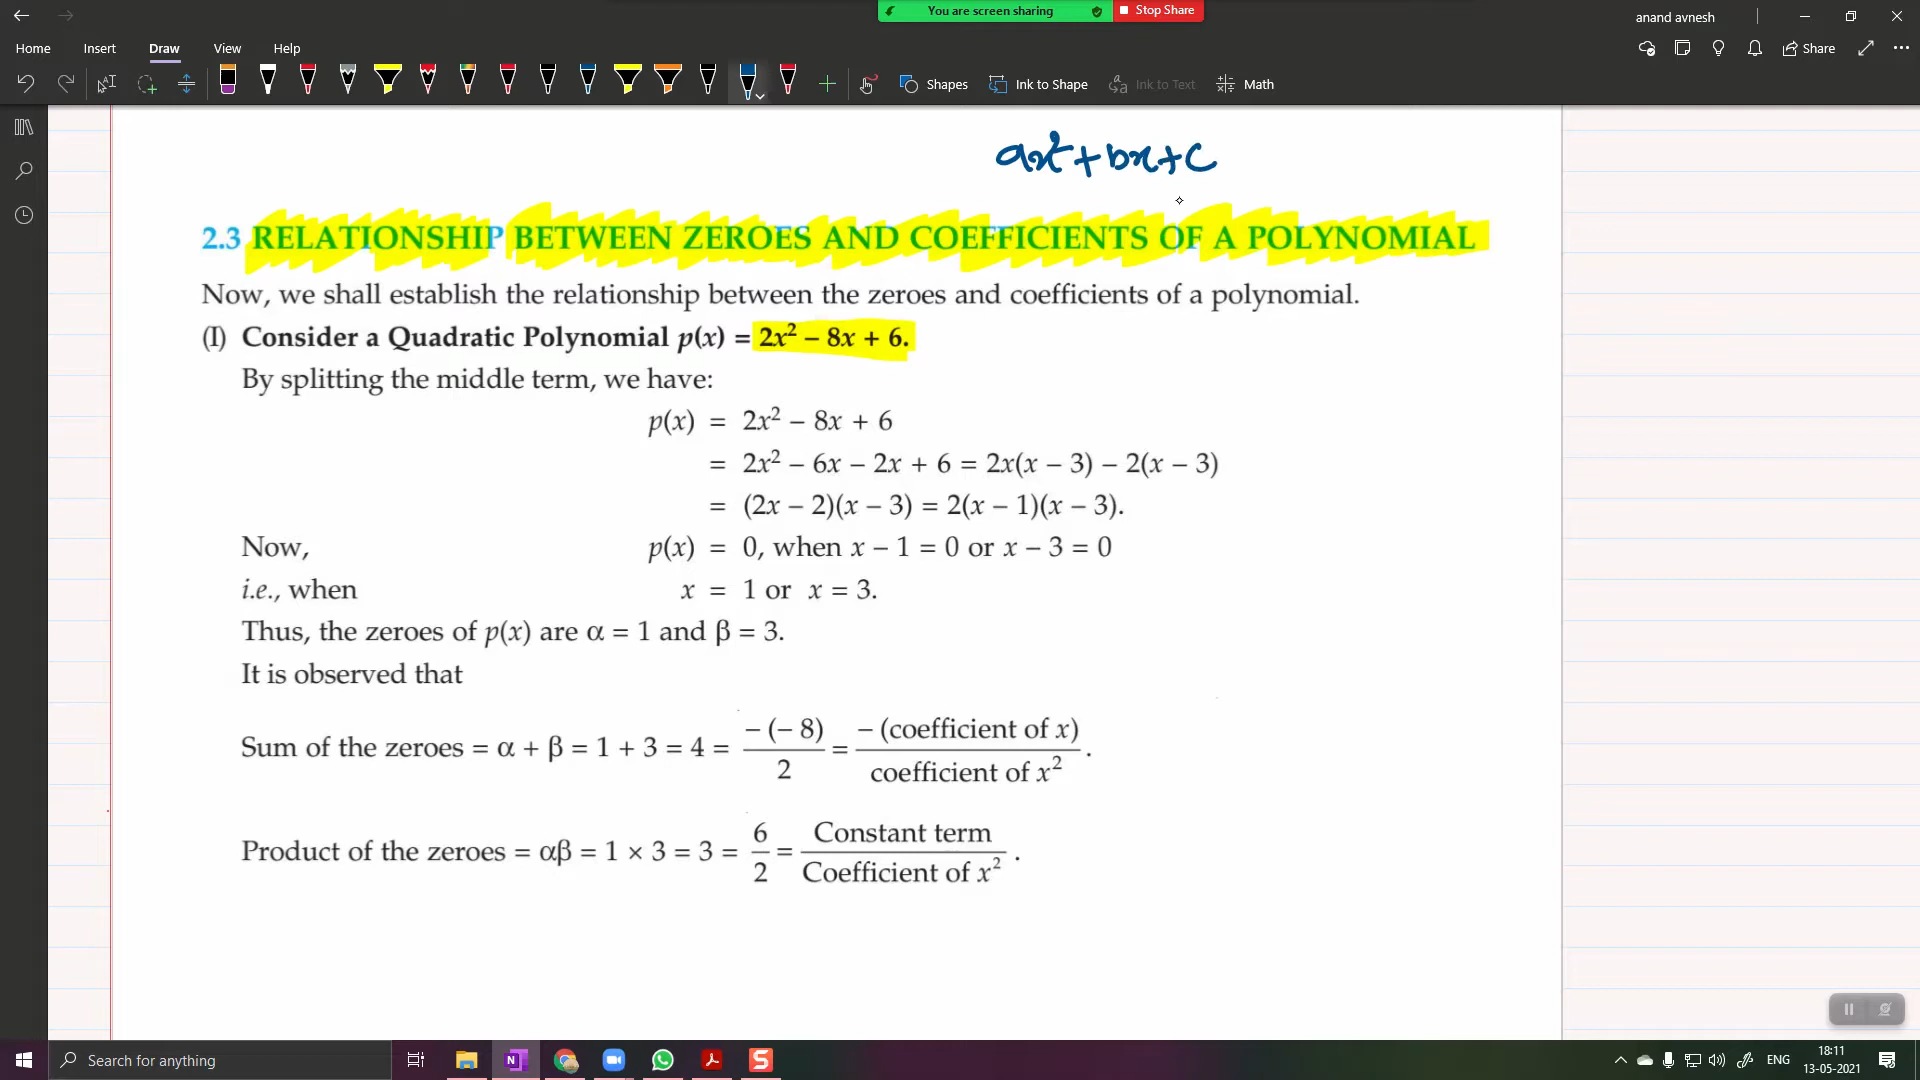 You are screen sharing Stop Share
anand avnesh
Home Insert Draw View Help
Share
Shapes Ink to Shape Ink to Text Math
ax²+bx+c
2.3 RELATIONSHIP BETWEEN ZEROES AND COEFFICIENTS OF A POLYNOMIAL
Now, we shall establish the relationship between the zeroes and coefficients of a polynomial.
(I) Consider a Quadratic Polynomial p(x) = 2x² – 8x + 6.
By splitting the middle term, we have:
p(x) = 2x² – 8x + 6
= 2x² – 6x – 2x + 6 = 2x(x – 3) – 2(x – 3)
= (2x – 2)(x – 3) = 2(x – 1)(x – 3).
Now, p(x) = 0, when x – 1 = 0 or x – 3 = 0
i.e., when x = 1 or x = 3.
Thus, the zeroes of p(x) are α = 1 and β = 3.
It is observed that
Sum of the zeroes = α + β = 1 + 3 = 4 = – (– 8)/2 = – (coefficient of x)/coefficient of x².
Product of the zeroes = αβ = 1 × 3 = 3 = 6/2 = Constant term/Coefficient of x².
Search for anything
ENG
18:11
13-05-2021